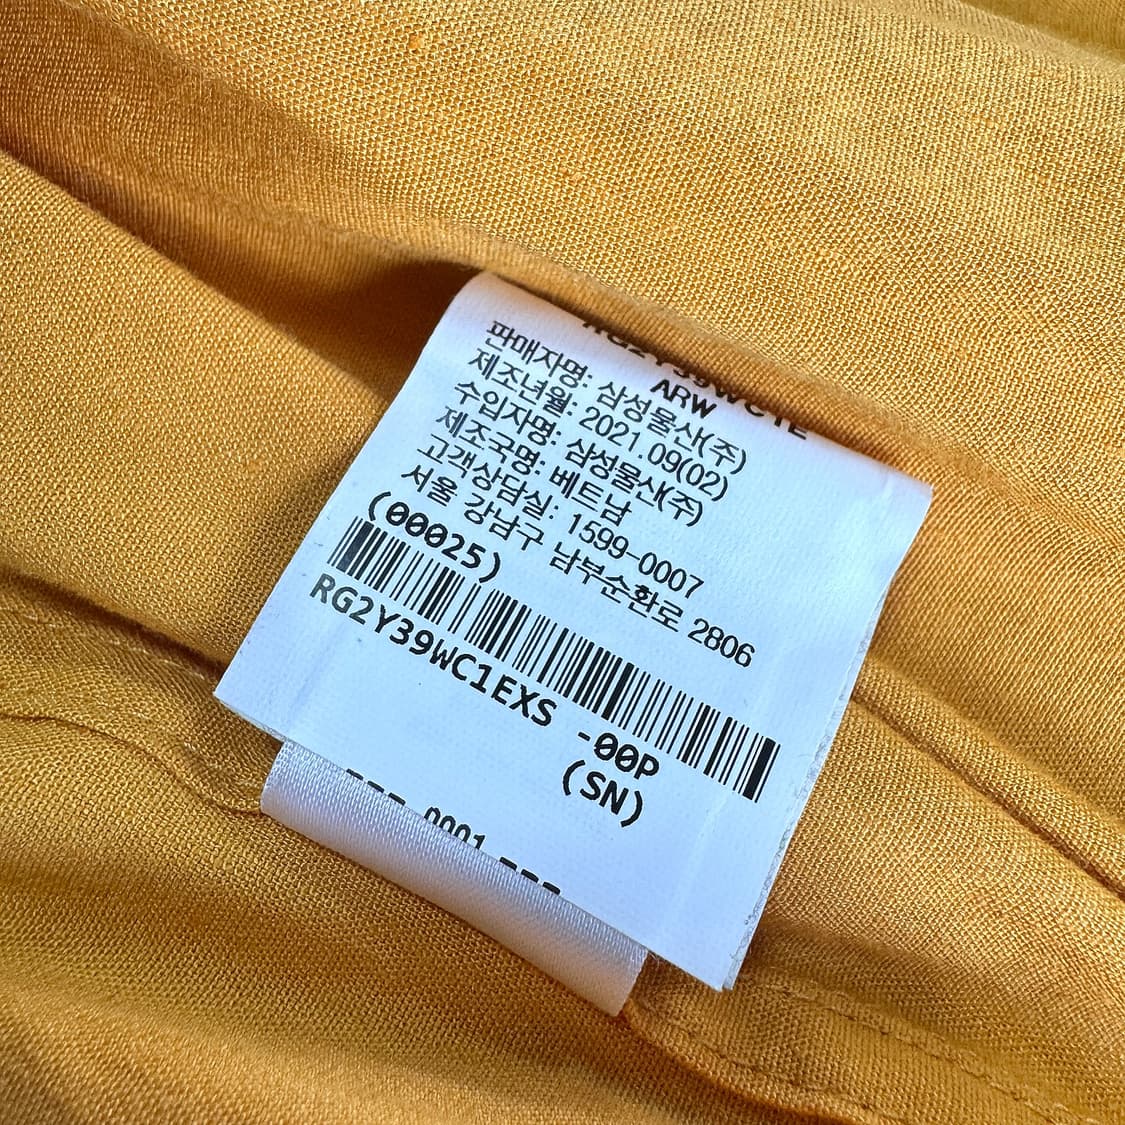 RG2Y39WC1E
ARW
판매자명: 삼성물산(주)
제조년월: 2021.09(02)
수입자명: 삼성물산(주)
제조국명: 베트남
고객상담실: 1599-0007
서울 강남구 남부순환로 2806
(00025)
RG2Y39WC1EXS -00P
(SN)
0001